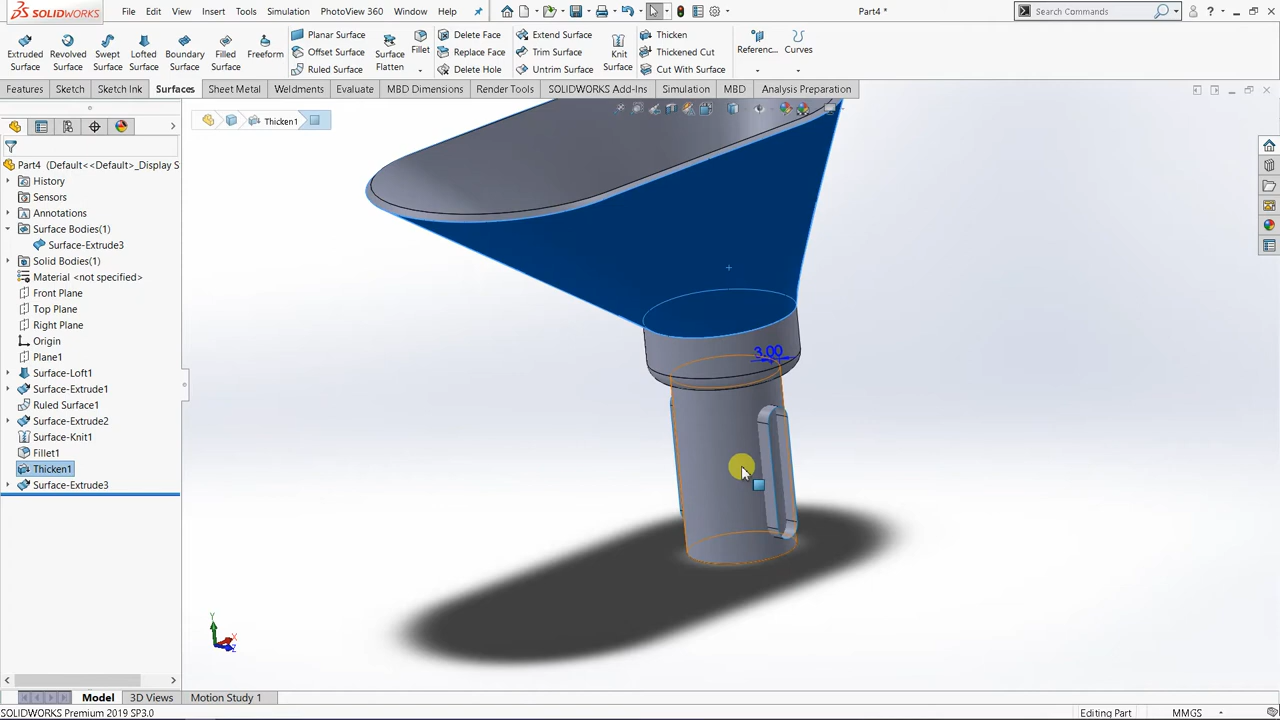 SOLIDWORKS File Edit View Insert Tools Simulation PhotoView 360 Window Help Part4 * Search Commands
Extruded Surface
Revolved Surface
Swept Surface
Lofted Surface
Boundary Surface
Filled Surface
Freeform
Planar Surface
Offset Surface
Ruled Surface
Surface Flatten
Fillet
Delete Face
Replace Face
Delete Hole
Extend Surface
Trim Surface
Untrim Surface
Knit Surface
Thicken
Thickened Cut
Cut With Surface
Referenc...
Curves
Features Sketch Sketch Ink Surfaces Sheet Metal Weldments Evaluate MBD Dimensions Render Tools SOLIDWORKS Add-Ins Simulation MBD Analysis Preparation
Thicken1
Part4 (Default<<Default>_Display S
History
Sensors
Annotations
Surface Bodies(1)
Surface-Extrude3
Solid Bodies(1)
Material <not specified>
Front Plane
Top Plane
Right Plane
Origin
Plane1
Surface-Loft1
Surface-Extrude1
Ruled Surface1
Surface-Extrude2
Surface-Knit1
Fillet1
Thicken1
Surface-Extrude3
3.00
Y
X
Z
Model 3D Views Motion Study 1
SOLIDWORKS Premium 2019 SP3.0 Editing Part MMGS